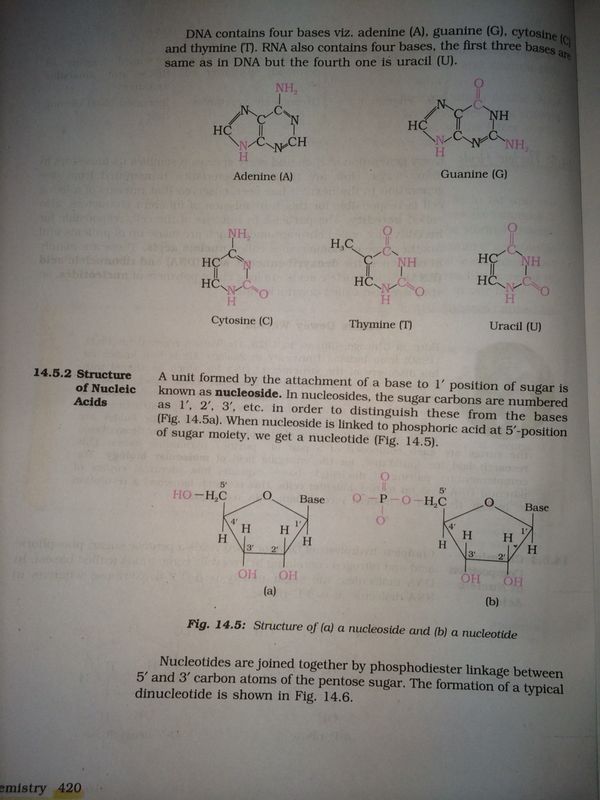 DNA contains four bases viz. adenine (A), guanine (G), cytosine (C)
and thymine (T). RNA also contains four bases, the first three bases are
same as in DNA but the fourth one is uracil (U).
NH₂
N
C
C
N
HC
C
N
CH
N
H
Adenine (A)
O
N
C
C
NH
HC
C
C
N
N
NH₂
H
Guanine (G)
NH₂
C
HC
N
HC
C
N
O
H
Cytosine (C)
O
H₃C
C
C
NH
HC
C
N
O
H
Thymine (T)
O
C
HC
NH
HC
C
N
O
H
Uracil (U)
14.5.2 Structure
of Nucleic
Acids
A unit formed by the attachment of a base to 1′ position of sugar is
known as nucleoside. In nucleosides, the sugar carbons are numbered
as 1′, 2′, 3′, etc. in order to distinguish these from the bases
(Fig. 14.5a). When nucleoside is linked to phosphoric acid at 5′-position
of sugar moiety, we get a nucleotide (Fig. 14.5).
5′
HO–H₂C
O
Base
4′
H
H
1′
H
H
3′
2′
OH
OH
(a)
O
5′
O⁻–P–O–H₂C
O
Base
O⁻
4′
H
H
1′
H
H
3′
2′
OH
OH
(b)
Fig. 14.5: Structure of (a) a nucleoside and (b) a nucleotide
Nucleotides are joined together by phosphodiester linkage between
5′ and 3′ carbon atoms of the pentose sugar. The formation of a typical
dinucleotide is shown in Fig. 14.6.
emistry 420